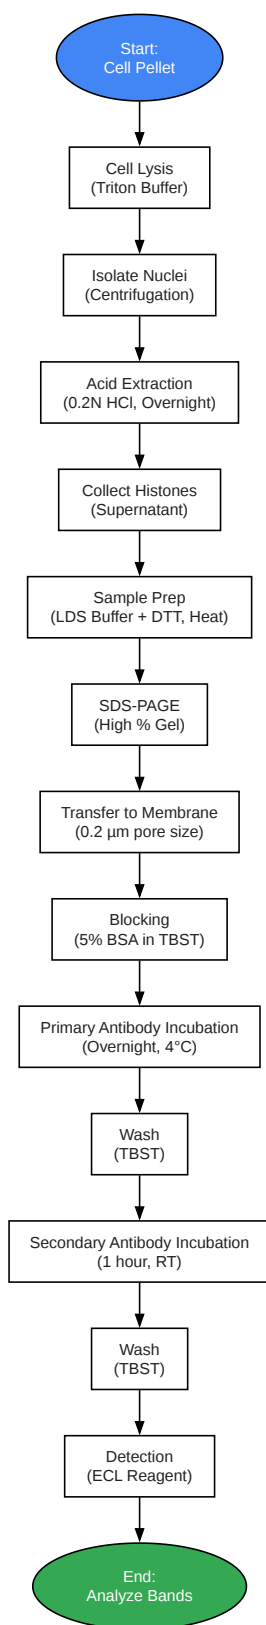 Start:
Cell Pellet
Cell Lysis
(Triton Buffer)
Isolate Nuclei
(Centrifugation)
Acid Extraction
(0.2N HCl, Overnight)
Collect Histones
(Supernatant)
Sample Prep
(LDS Buffer + DTT, Heat)
SDS-PAGE
(High % Gel)
Transfer to Membrane
(0.2 µm pore size)
Blocking
(5% BSA in TBST)
Primary Antibody Incubation
(Overnight, 4°C)
Wash
(TBST)
Secondary Antibody Incubation
(1 hour, RT)
Wash
(TBST)
Detection
(ECL Reagent)
End:
Analyze Bands